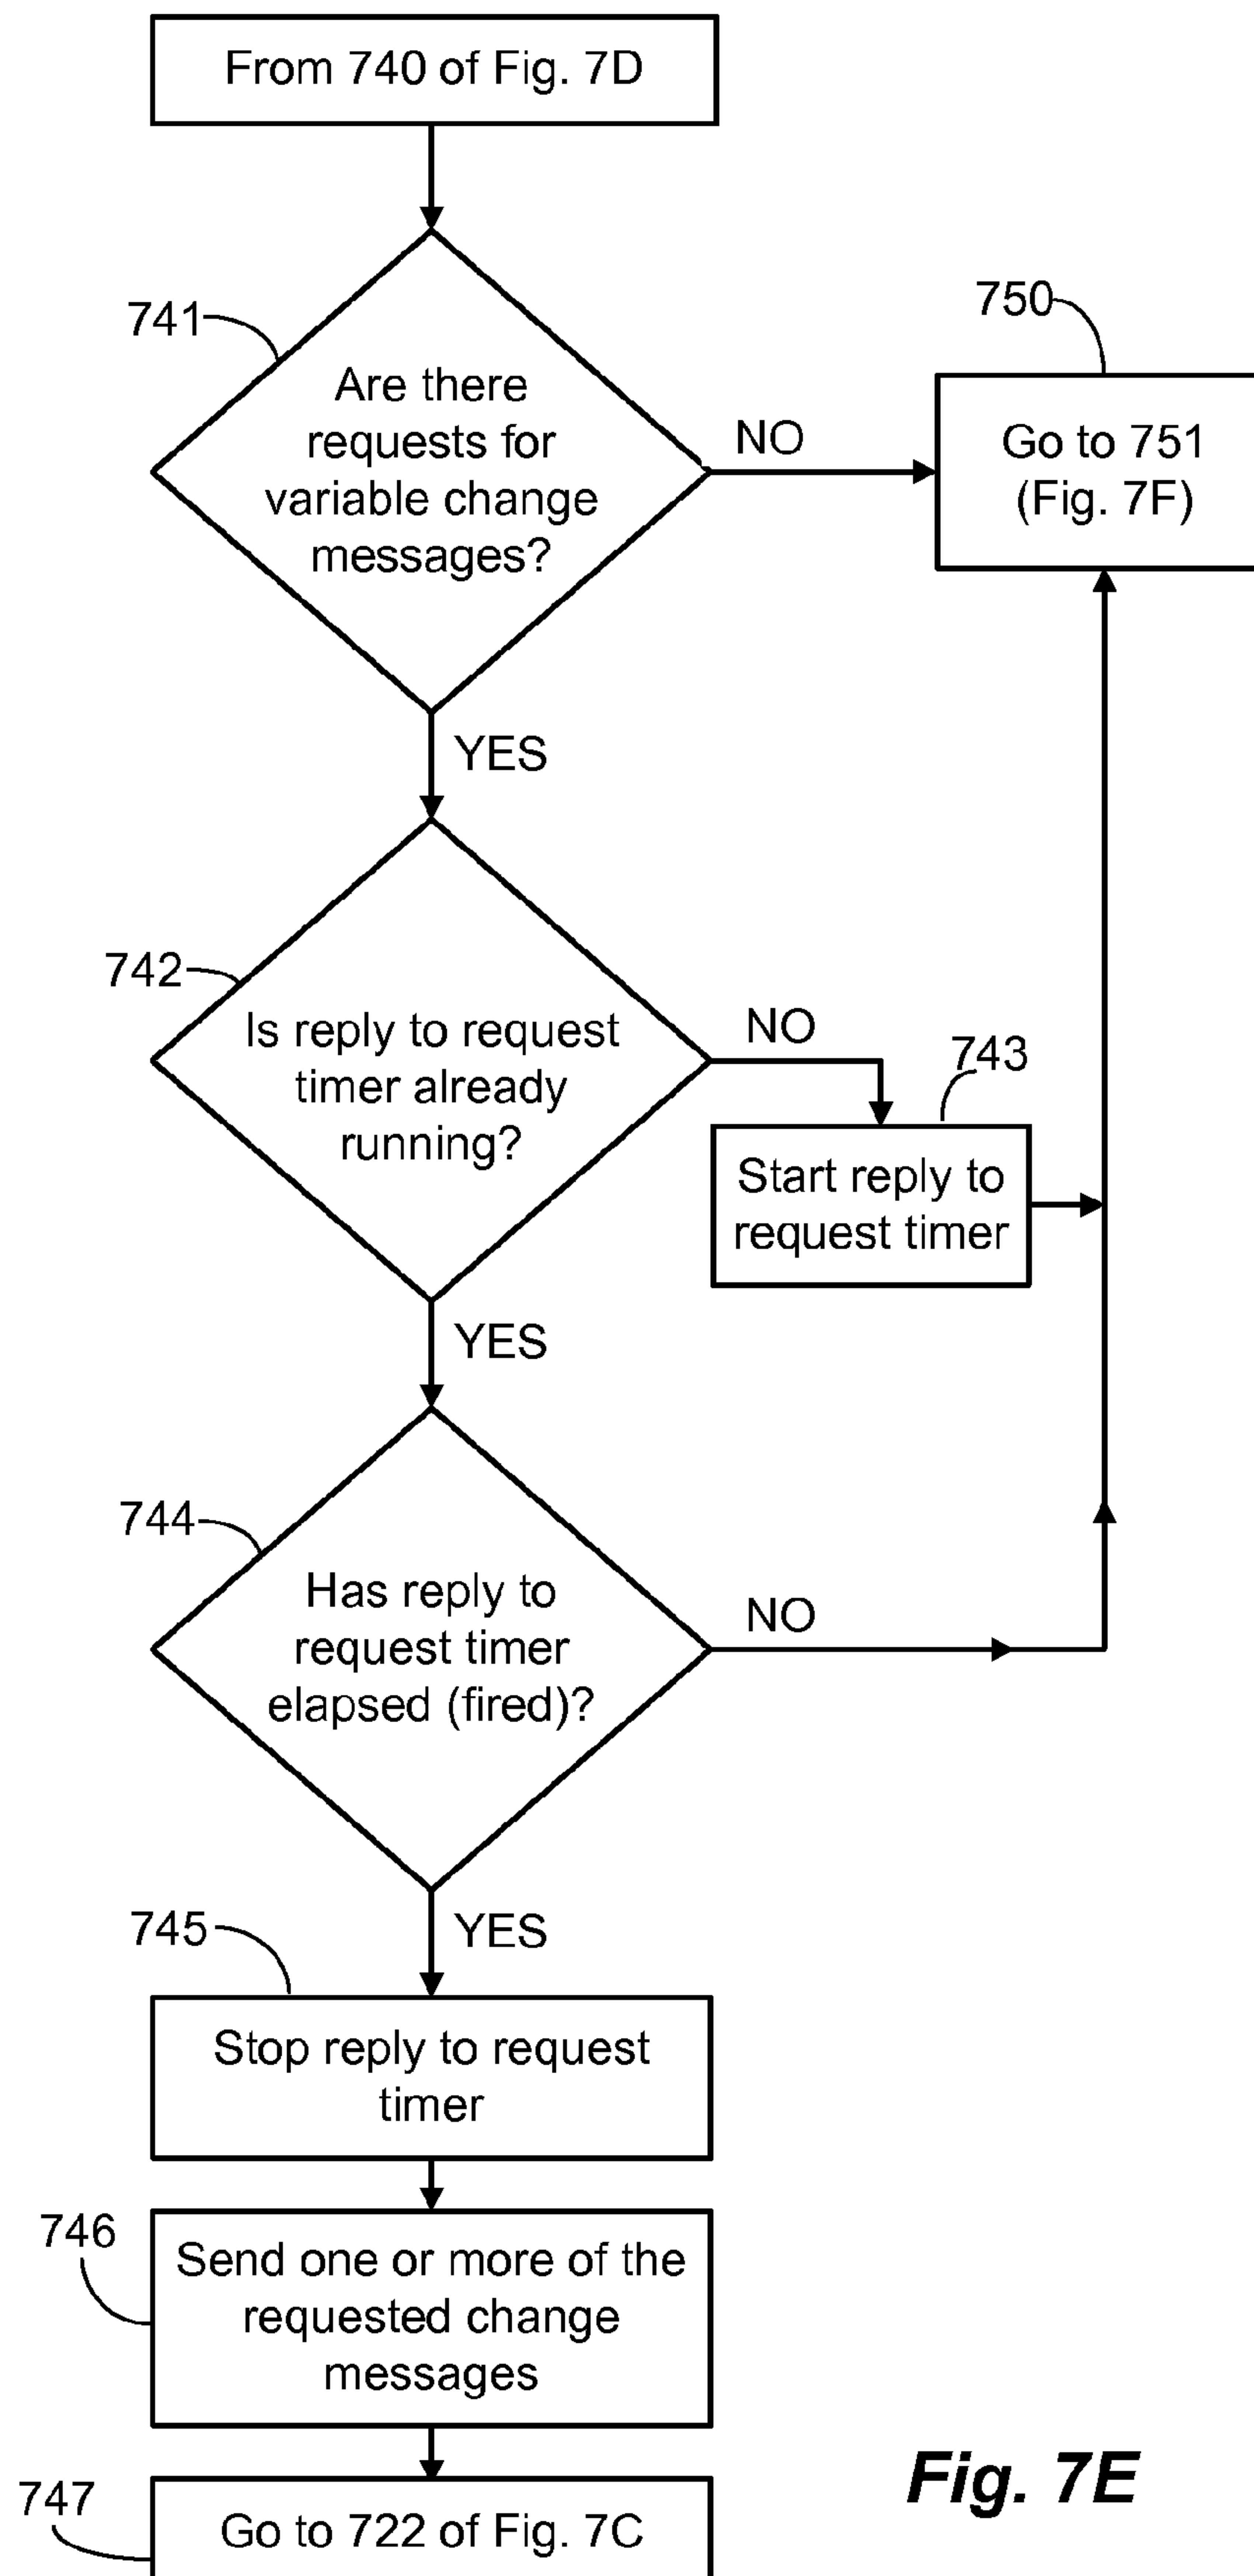 From 740 of Fig. 7D
741
Are there
requests for
variable change
messages?
NO
750
Go to 751
(Fig. 7F)
YES
742
Is reply to request
timer already
running?
NO
743
Start reply to
request timer
YES
744
Has reply to
request timer
elapsed (fired)?
NO
YES
745
Stop reply to request
timer
746
Send one or more of the
requested change
messages
747
Go to 722 of Fig. 7C
Fig. 7E